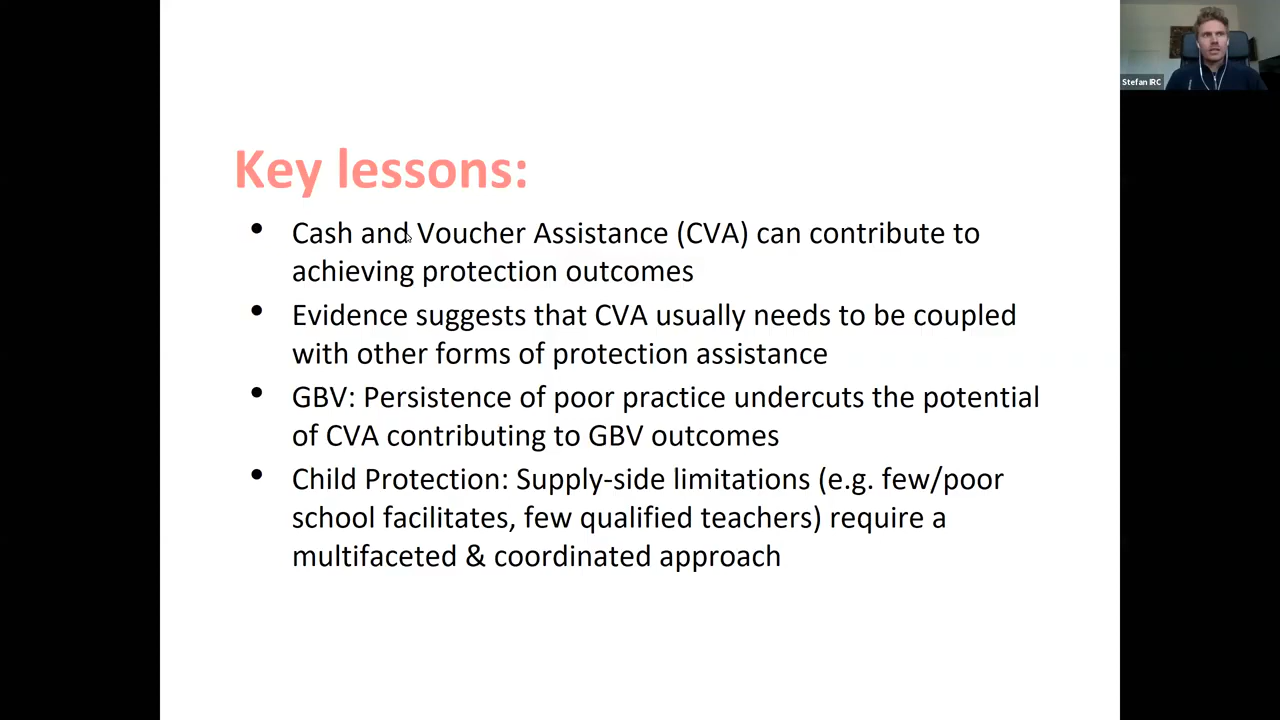 Stefan IRC
Key lessons:
• Cash and Voucher Assistance (CVA) can contribute to
achieving protection outcomes
• Evidence suggests that CVA usually needs to be coupled
with other forms of protection assistance
• GBV: Persistence of poor practice undercuts the potential
of CVA contributing to GBV outcomes
• Child Protection: Supply-side limitations (e.g. few/poor
school facilitates, few qualified teachers) require a
multifaceted & coordinated approach